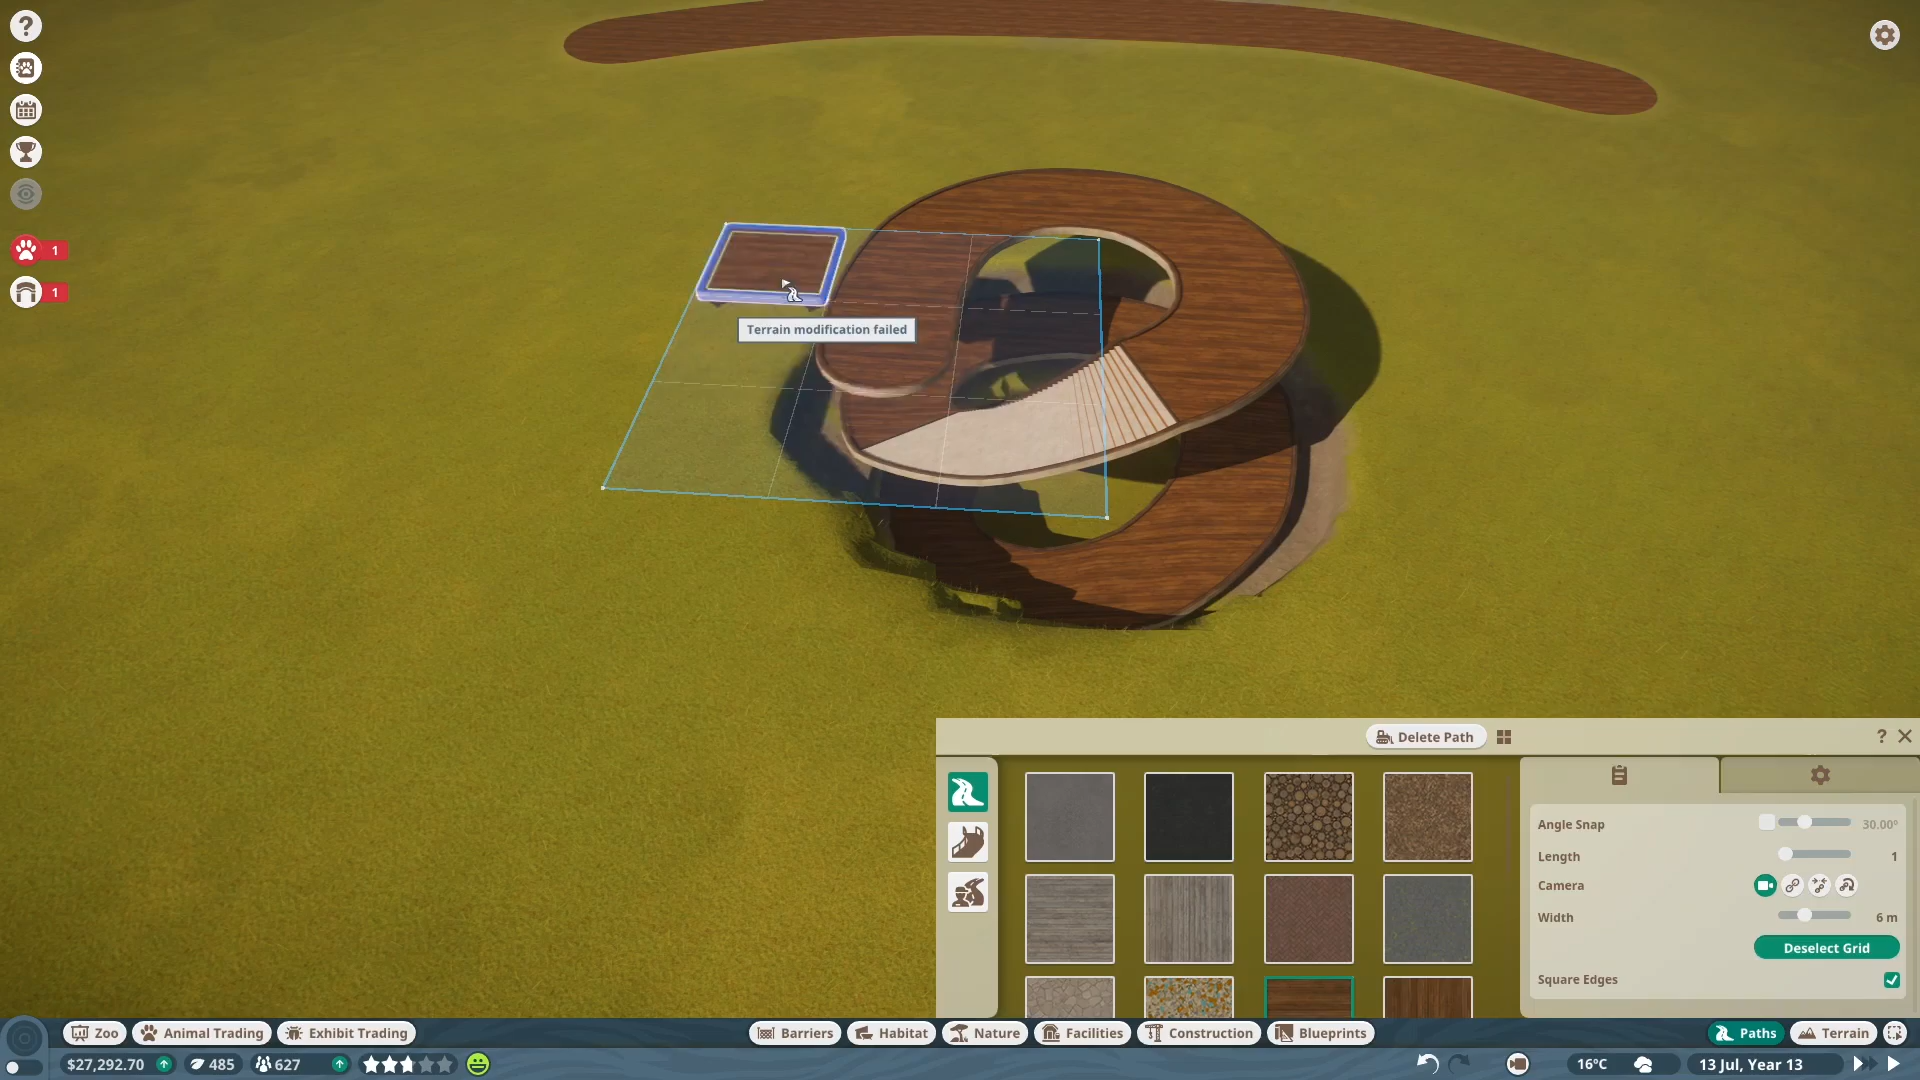 ?
1
1
Terrain modification failed
Delete Path
?
Angle Snap
30.00°
Length
1
Camera
Width
6 m
Deselect Grid
Square Edges
Zoo
Animal Trading
Exhibit Trading
Barriers
Habitat
Nature
Facilities
Construction
Blueprints
Paths
Terrain
$27,292.70
485
627
16°C
13 Jul, Year 13